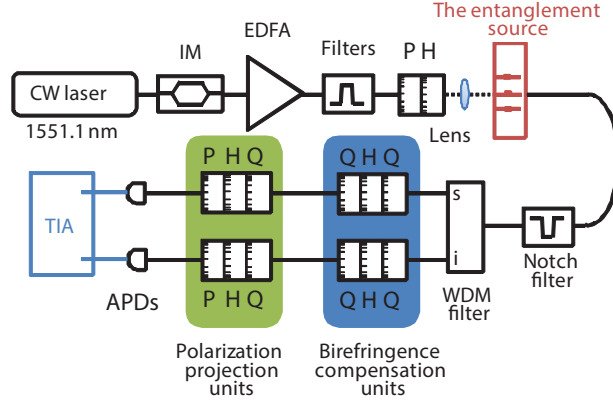 The entanglement
source
EDFA
IM
Filters
P H
CW laser
1551.1 nm
Lens
P H Q
Q H Q
TIA
s
i
P H Q
Q H Q
APDs
WDM
filter
Notch
filter
Polarization
projection
units
Birefringence
compensation
units